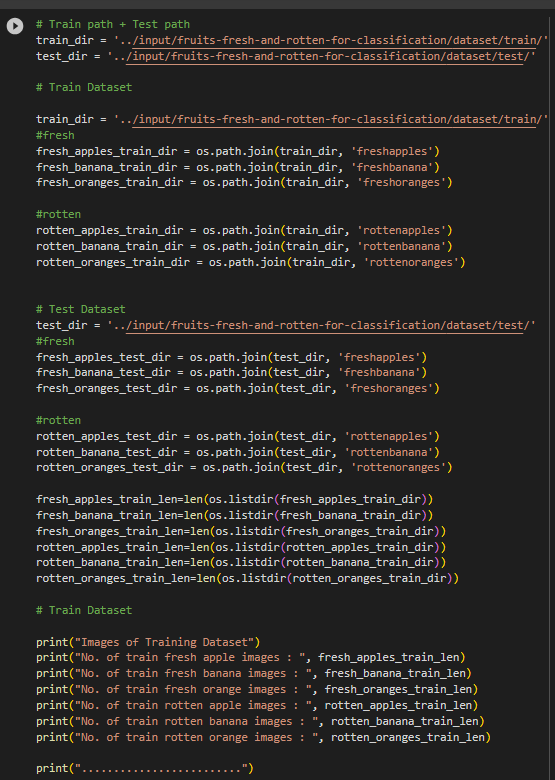 # Train path + Test path
train_dir = '../input/fruits-fresh-and-rotten-for-classification/dataset/train/'
test_dir = '../input/fruits-fresh-and-rotten-for-classification/dataset/test/'
# Train Dataset
train_dir = '../input/fruits-fresh-and-rotten-for-classification/dataset/train/'
#fresh
fresh_apples_train_dir = os.path.join(train_dir, 'freshapples')
fresh_banana_train_dir = os.path.join(train_dir, 'freshbanana')
fresh_oranges_train_dir = os.path.join(train_dir, 'freshoranges')
#rotten
rotten_apples_train_dir = os.path.join(train_dir, 'rottenapples')
rotten_banana_train_dir = os.path.join(train_dir, 'rottenbanana')
rotten_oranges_train_dir = os.path.join(train_dir, 'rottenoranges')
# Test Dataset
test_dir = '../input/fruits-fresh-and-rotten-for-classification/dataset/test/'
#fresh
fresh_apples_test_dir = os.path.join(test_dir, 'freshapples')
fresh_banana_test_dir = os.path.join(test_dir, 'freshbanana')
fresh_oranges_test_dir = os.path.join(test_dir, 'freshoranges')
#rotten
rotten_apples_test_dir = os.path.join(test_dir, 'rottenapples')
rotten_banana_test_dir = os.path.join(test_dir, 'rottenbanana')
rotten_oranges_test_dir = os.path.join(test_dir, 'rottenoranges')
fresh_apples_train_len=len(os.listdir(fresh_apples_train_dir))
fresh_banana_train_len=len(os.listdir(fresh_banana_train_dir))
fresh_oranges_train_len=len(os.listdir(fresh_oranges_train_dir))
rotten_apples_train_len=len(os.listdir(rotten_apples_train_dir))
rotten_banana_train_len=len(os.listdir(rotten_banana_train_dir))
rotten_oranges_train_len=len(os.listdir(rotten_oranges_train_dir))
# Train Dataset
print("Images of Training Dataset")
print("No. of train fresh apple images : ", fresh_apples_train_len)
print("No. of train fresh banana images : ", fresh_banana_train_len)
print("No. of train fresh orange images : ", fresh_oranges_train_len)
print("No. of train rotten apple images : ", rotten_apples_train_len)
print("No. of train rotten banana images : ", rotten_banana_train_len)
print("No. of train rotten orange images : ", rotten_oranges_train_len)
print(".........................")